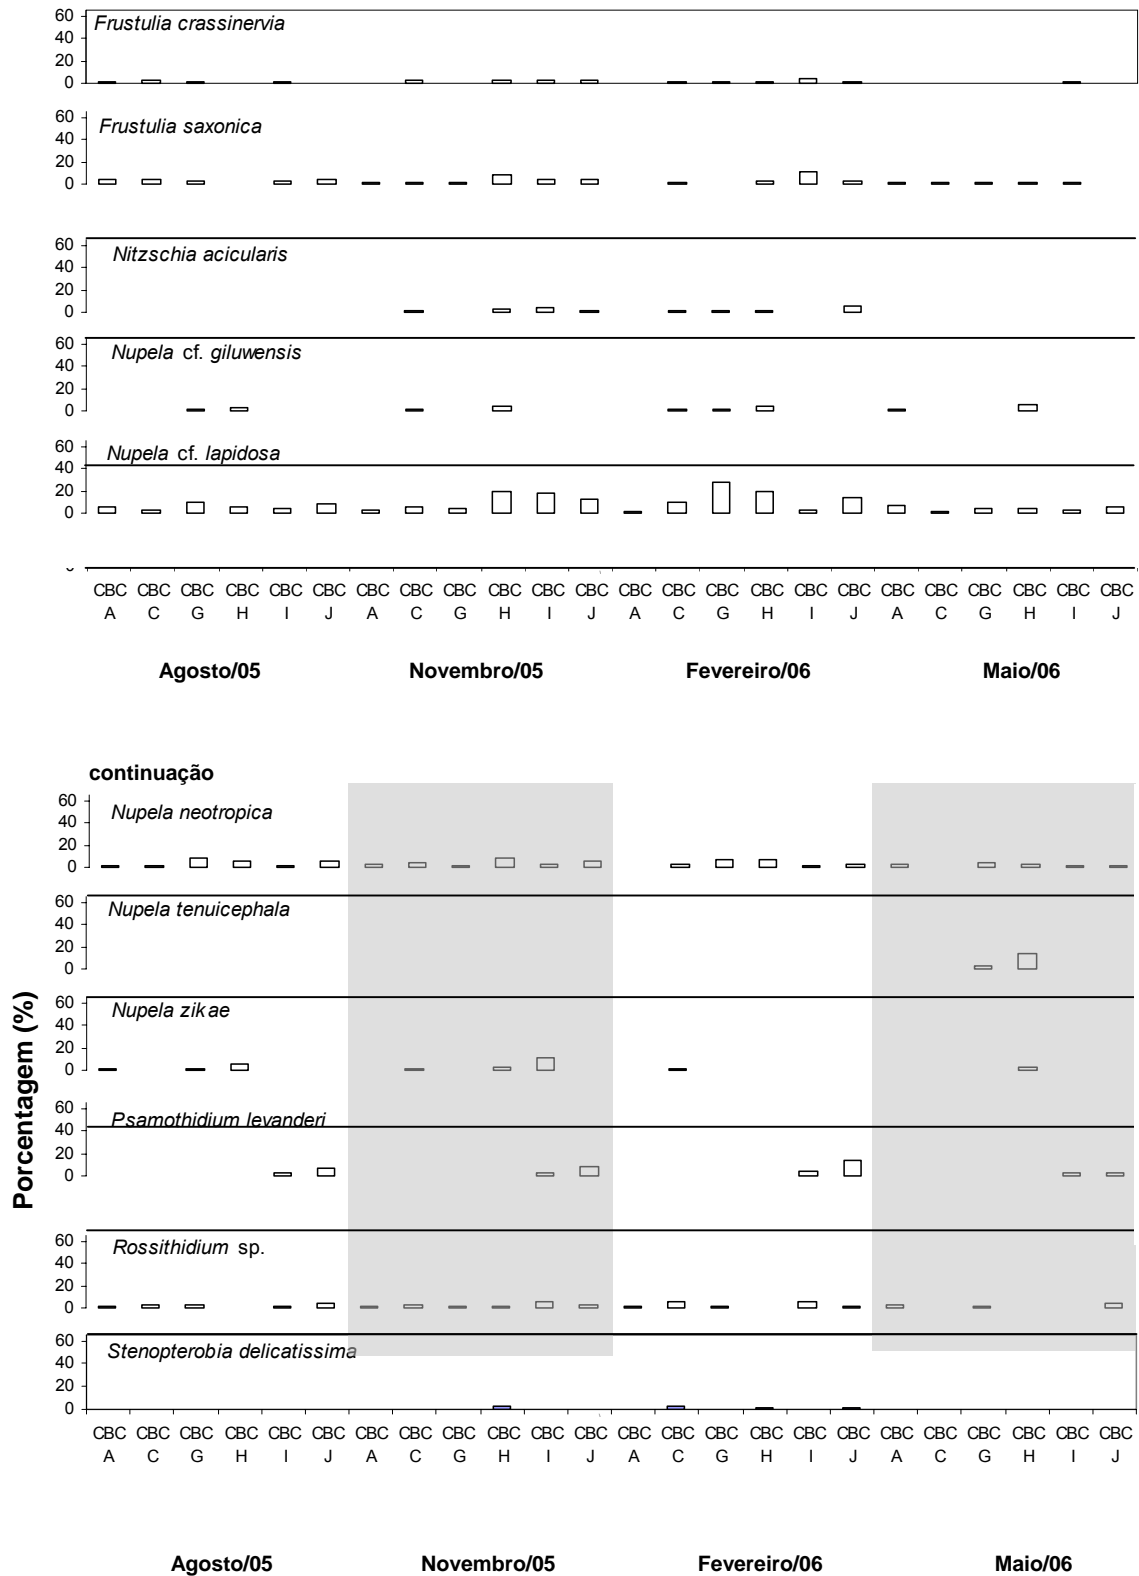 60
40
20
0
Frustulia crassinervia
60
40
20
0
Frustulia saxonica
60
40
20
0
Nitzschia acicularis
60
40
20
0
Nupela cf. giluwensis
60
40
20
0
Nupela cf. lapidosa
CBC CBC CBC CBC CBC CBC CBC CBC CBC CBC CBC CBC CBC CBC CBC CBC CBC CBC CBC CBC CBC CBC CBC CBC
A C G H I J A C G H I J A C G H I J A C G H I J
Agosto/05 Novembro/05 Fevereiro/06 Maio/06
continuação
Porcentagem (%)
60
40
20
0
Nupela neotropica
60
40
20
0
Nupela tenuicephala
60
40
20
0
Nupela zikae
60
40
20
0
Psamothidium levanderi
60
40
20
0
Rossithidium sp.
60
40
20
0
Stenopterobia delicatissima
CBC CBC CBC CBC CBC CBC CBC CBC CBC CBC CBC CBC CBC CBC CBC CBC CBC CBC CBC CBC CBC CBC CBC CBC
A C G H I J A C G H I J A C G H I J A C G H I J
Agosto/05 Novembro/05 Fevereiro/06 Maio/06